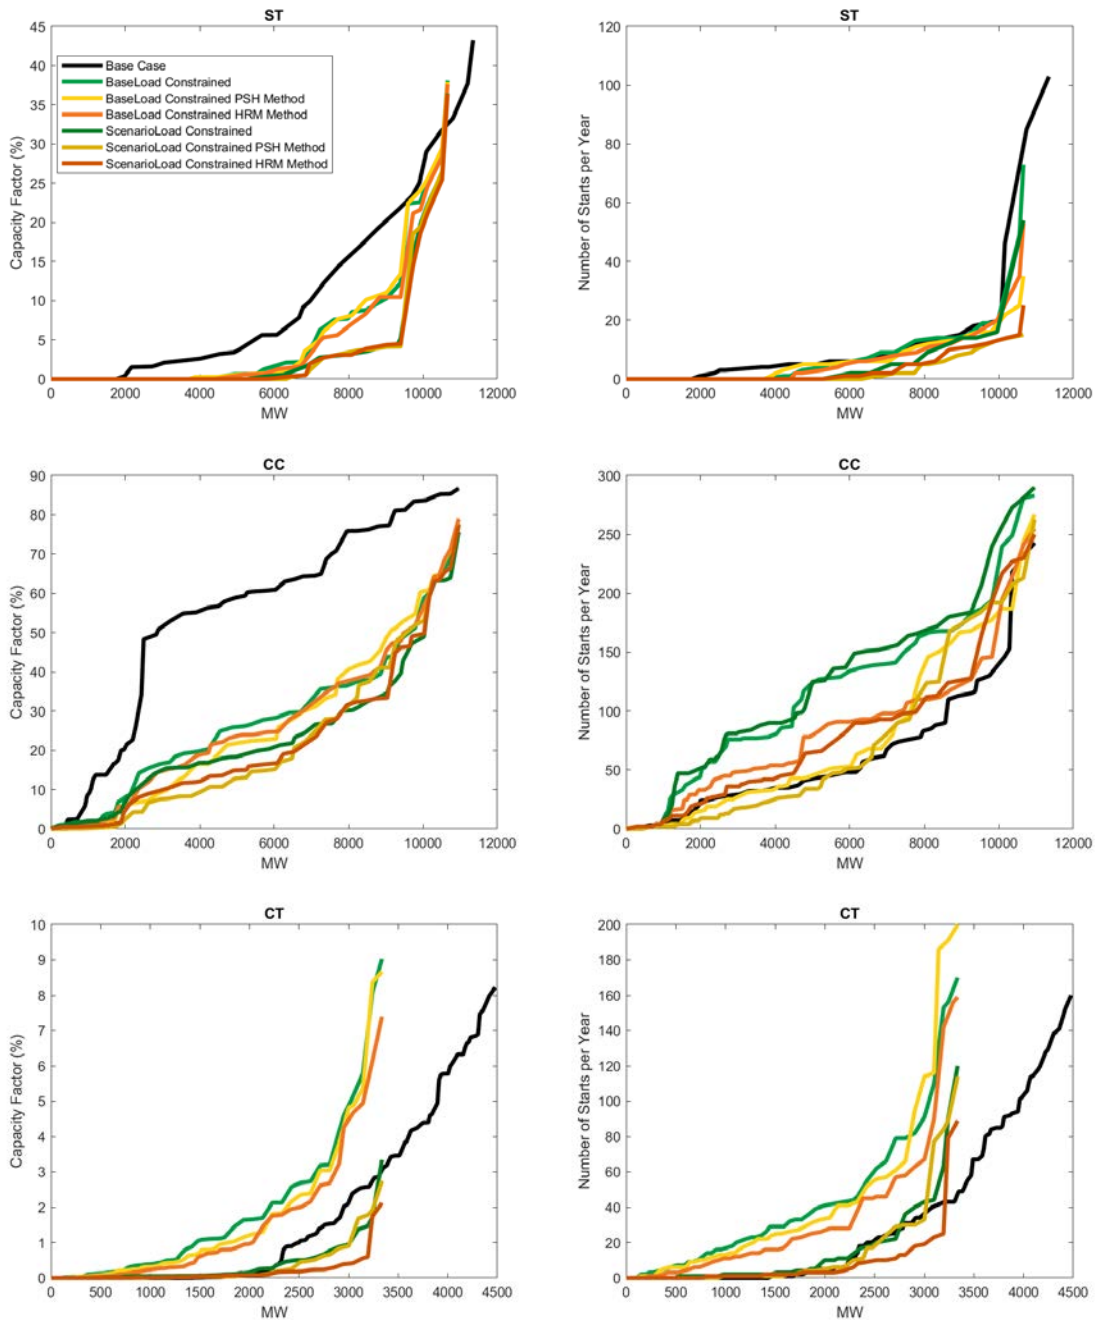 ST
45
40
35
30
25
20
15
10
5
0
Capacity Factor (%)
Base Case
BaseLoad Constrained
BaseLoad Constrained PSH Method
BaseLoad Constrained HRM Method
ScenarioLoad Constrained
ScenarioLoad Constrained PSH Method
ScenarioLoad Constrained HRM Method
0 2000 4000 6000 8000 10000 12000
MW
ST
120
100
80
60
40
20
0
Number of Starts per Year
0 2000 4000 6000 8000 10000 12000
MW
CC
90
80
70
60
50
40
30
20
10
0
Capacity Factor (%)
0 2000 4000 6000 8000 10000 12000
MW
CC
300
250
200
150
100
50
0
Number of Starts per Year
0 2000 4000 6000 8000 10000 12000
MW
CT
10
9
8
7
6
5
4
3
2
1
0
Capacity Factor (%)
0 500 1000 1500 2000 2500 3000 3500 4000 4500
MW
CT
200
180
160
140
120
100
80
60
40
20
0
Number of Starts per Year
0 500 1000 1500 2000 2500 3000 3500 4000 4500
MW